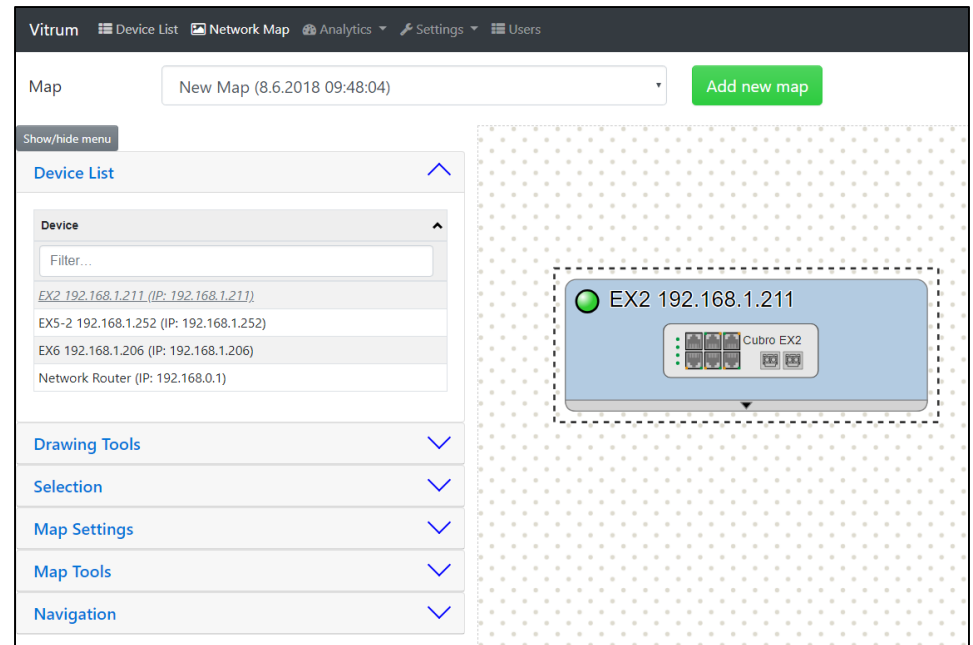 Vitrum Device List Network Map Analytics Settings Users
Map New Map (8.6.2018 09:48:04) Add new map
Show/hide menu
Device List
Device
Filter...
EX2 192.168.1.211 (IP: 192.168.1.211)
EX5-2 192.168.1.252 (IP: 192.168.1.252)
EX6 192.168.1.206 (IP: 192.168.1.206)
Network Router (IP: 192.168.0.1)
Drawing Tools
Selection
Map Settings
Map Tools
Navigation
EX2 192.168.1.211
Cubro EX2